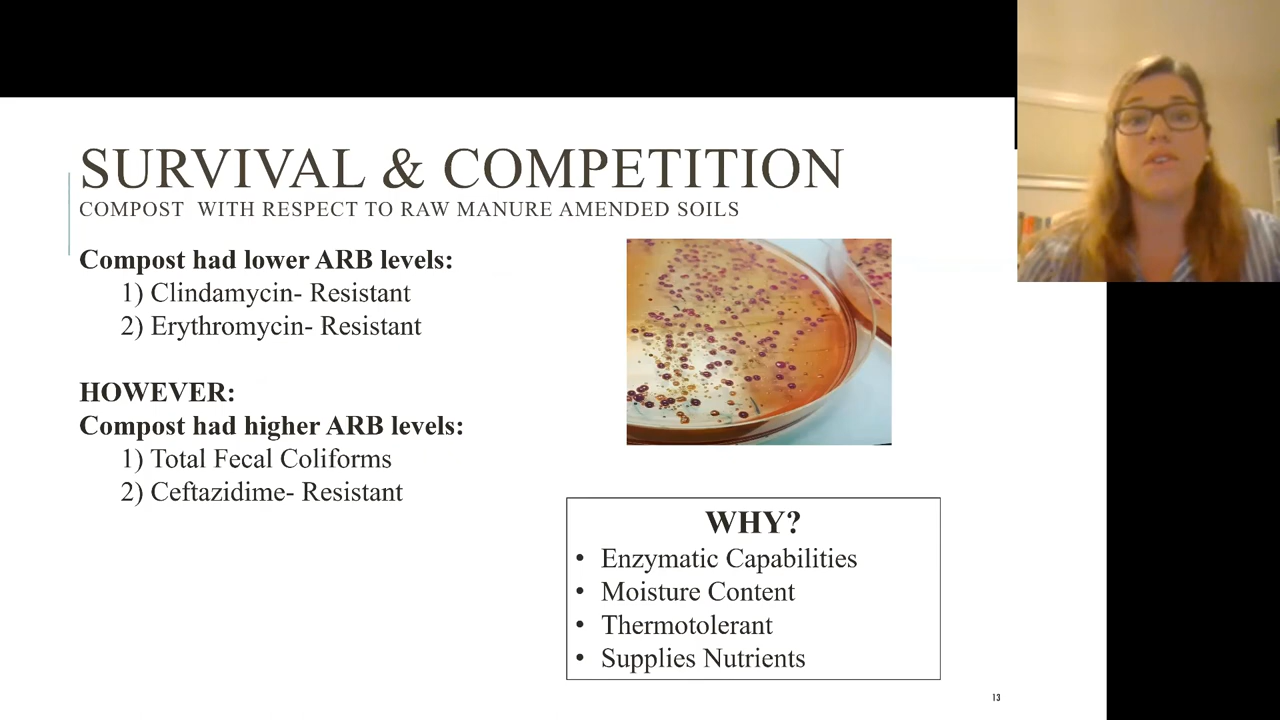 SURVIVAL & COMPETITION
COMPOST WITH RESPECT TO RAW MANURE AMENDED SOILS
Compost had lower ARB levels:
1) Clindamycin- Resistant
2) Erythromycin- Resistant
HOWEVER:
Compost had higher ARB levels:
1) Total Fecal Coliforms
2) Ceftazidime- Resistant
WHY?
• Enzymatic Capabilities
• Moisture Content
• Thermotolerant
• Supplies Nutrients
13